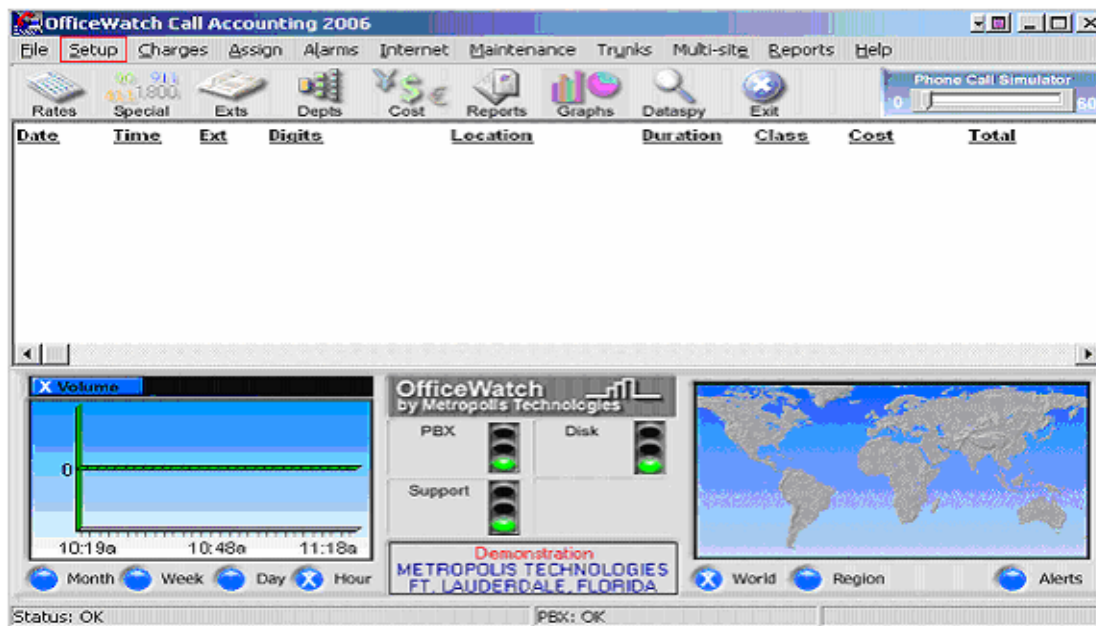 OfficeWatch Call Accounting 2006
File Setup Charges Assign Alarms Internet Maintenance Trunks Multi-site Reports Help
Rates Special Exts Depts Cost Reports Graphs Dataspy Exit
Phone Call Simulator
0 60
Date Time Ext Digits Location Duration Class Cost Total
X Volume
0
10:19a 10:48a 11:18a
Month Week Day X Hour
OfficeWatch
by Metropolis Technologies
PBX Disk
Support
Demonstration
METROPOLIS TECHNOLOGIES
FT. LAUDERDALE, FLORIDA
X World Region Alerts
Status: OK PBX: OK